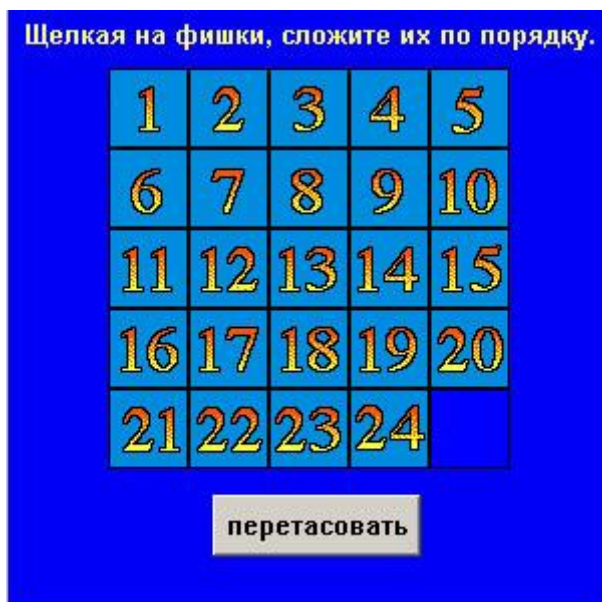 Щелкая на фишки, сложите их по порядку.
1 2 3 4 5
6 7 8 9 10
11 12 13 14 15
16 17 18 19 20
21 22 23 24
перетасовать